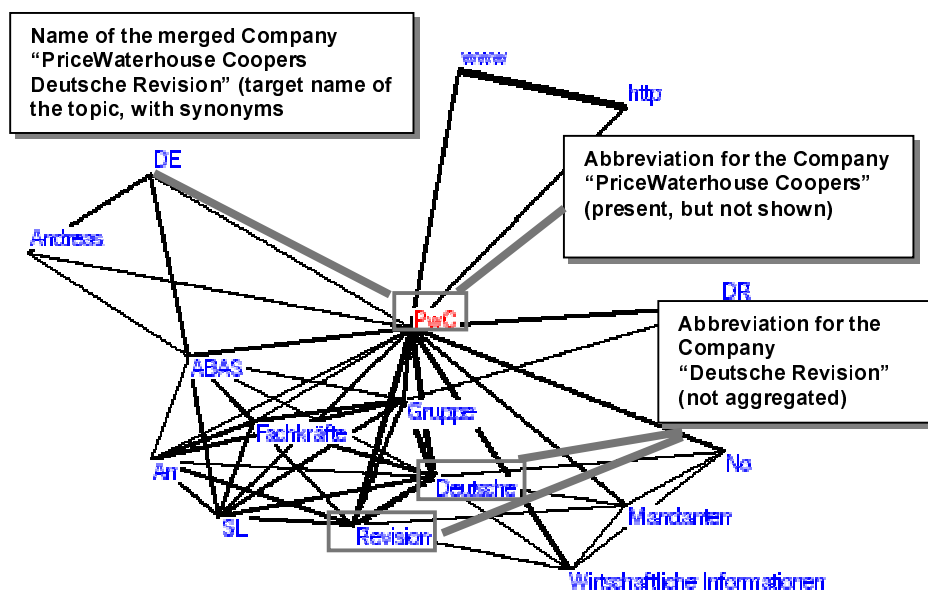 Name of the merged Company
“PriceWaterhouse Coopers
Deutsche Revision” (target name of
the topic, with synonyms
www
http
DE
Abbreviation for the Company
“PriceWaterhouse Coopers”
(present, but not shown)
Andreas
DR
PwC
Abbreviation for the
Company
“Deutsche Revision”
(not aggregated)
ABAS
Gruppe
Fachkräfte
An
No
Deutsche
SL
Mandanten
Revision
Wirtschaftliche Informationen